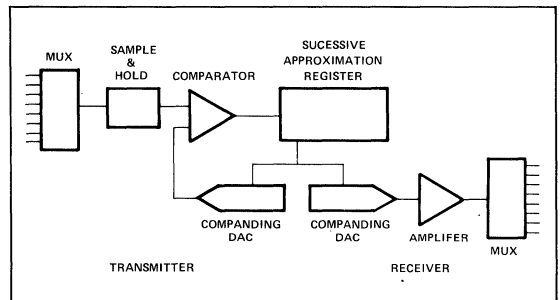 MUX
SAMPLE
&
HOLD
COMPARATOR
SUCESSIVE
APPROXIMATION
REGISTER
COMPANDING
DAC
COMPANDING
DAC
AMPLIFER
MUX
TRANSMITTER
RECEIVER